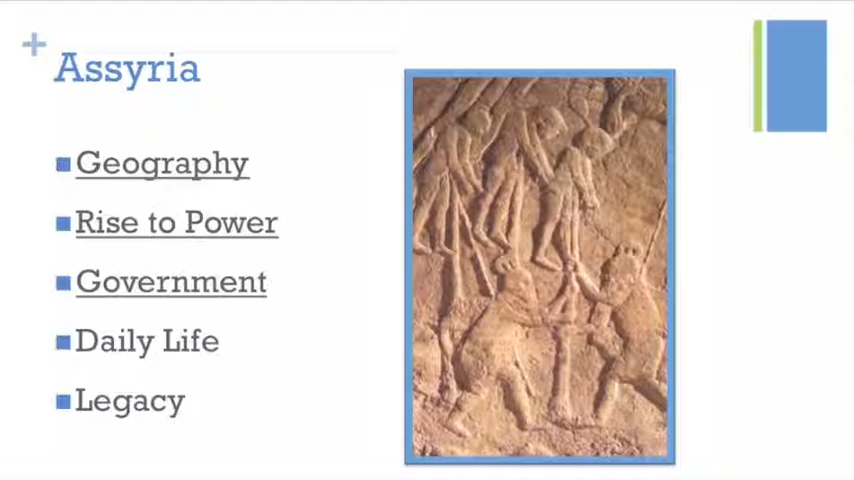 +
Assyria
Geography
Rise to Power
Government
Daily Life
Legacy